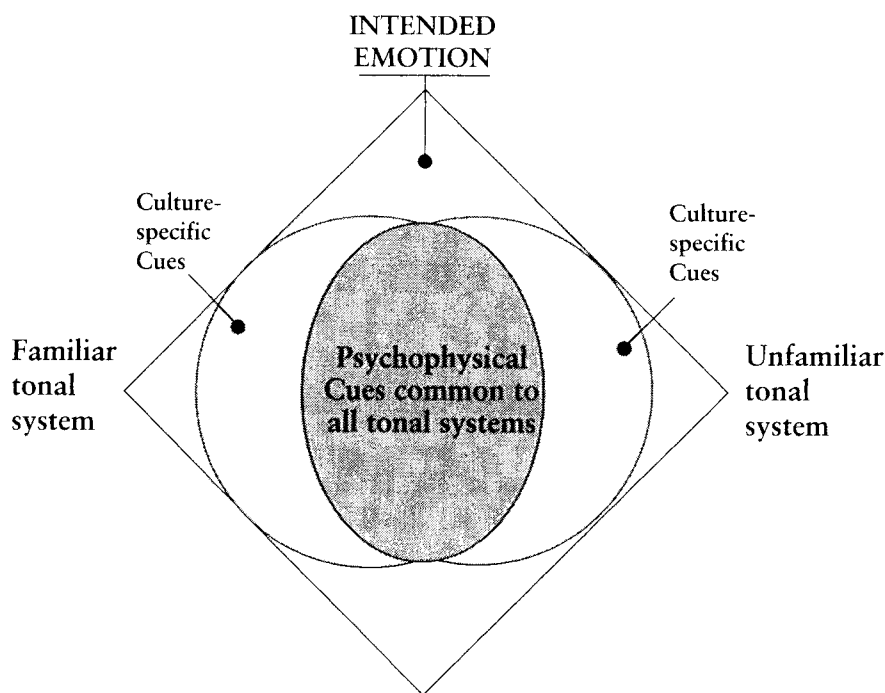 INTENDED
EMOTION
Culture-
specific
Cues
Culture-
specific
Cues
Familiar
tonal
system
Psychophysical
Cues common to
all tonal systems
Unfamiliar
tonal
system